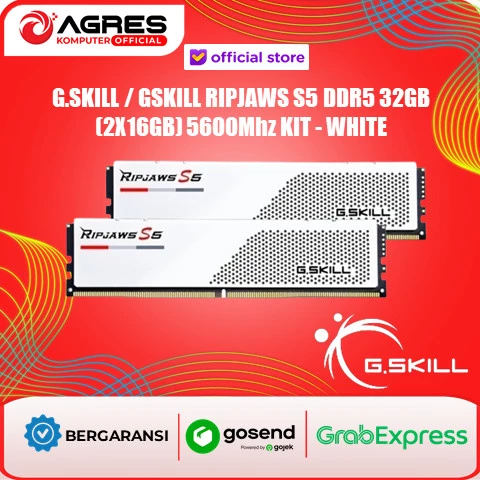 AGRES
KOMPUTER OFFICIAL
official store
G.SKILL / GSKILL RIPJAWS S5 DDR5 32GB
(2X16GB) 5600Mhz KIT - WHITE
RIPJAWS S5
G.SKILL
RIPJAWS S5
G.SKILL
G.SKILL
BERGARANSI
gosend
Powered by gojek
GrabExpress